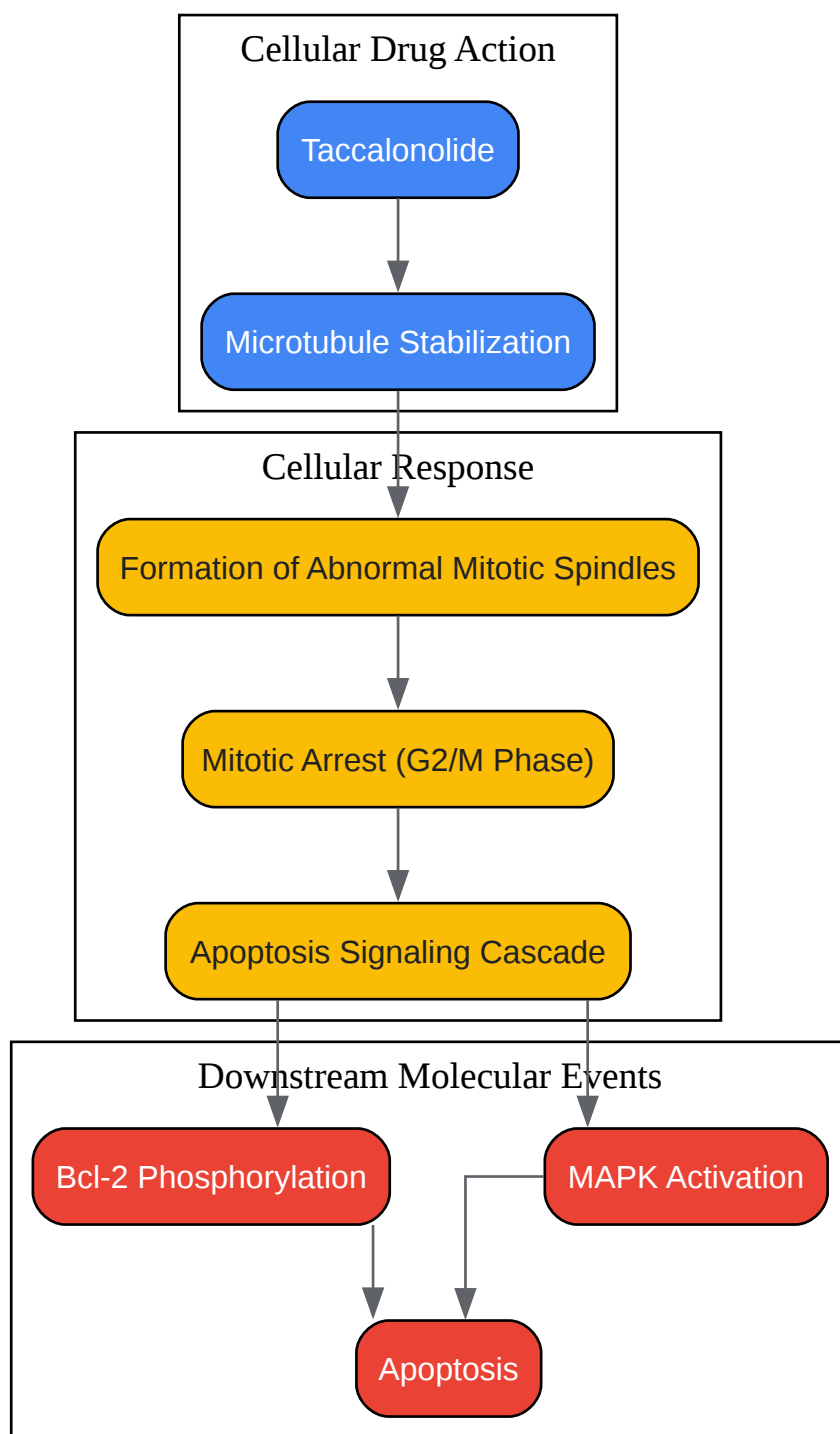 Cellular Drug Action
Taccalonolide
Microtubule Stabilization
Cellular Response
Formation of Abnormal Mitotic Spindles
Mitotic Arrest (G2/M Phase)
Apoptosis Signaling Cascade
Downstream Molecular Events
Bcl-2 Phosphorylation
MAPK Activation
Apoptosis